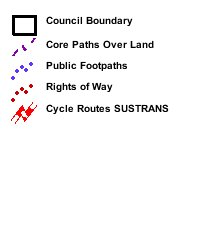 Council Boundary
Core Paths Over Land
Public Footpaths
Rights of Way
Cycle Routes SUSTRANS